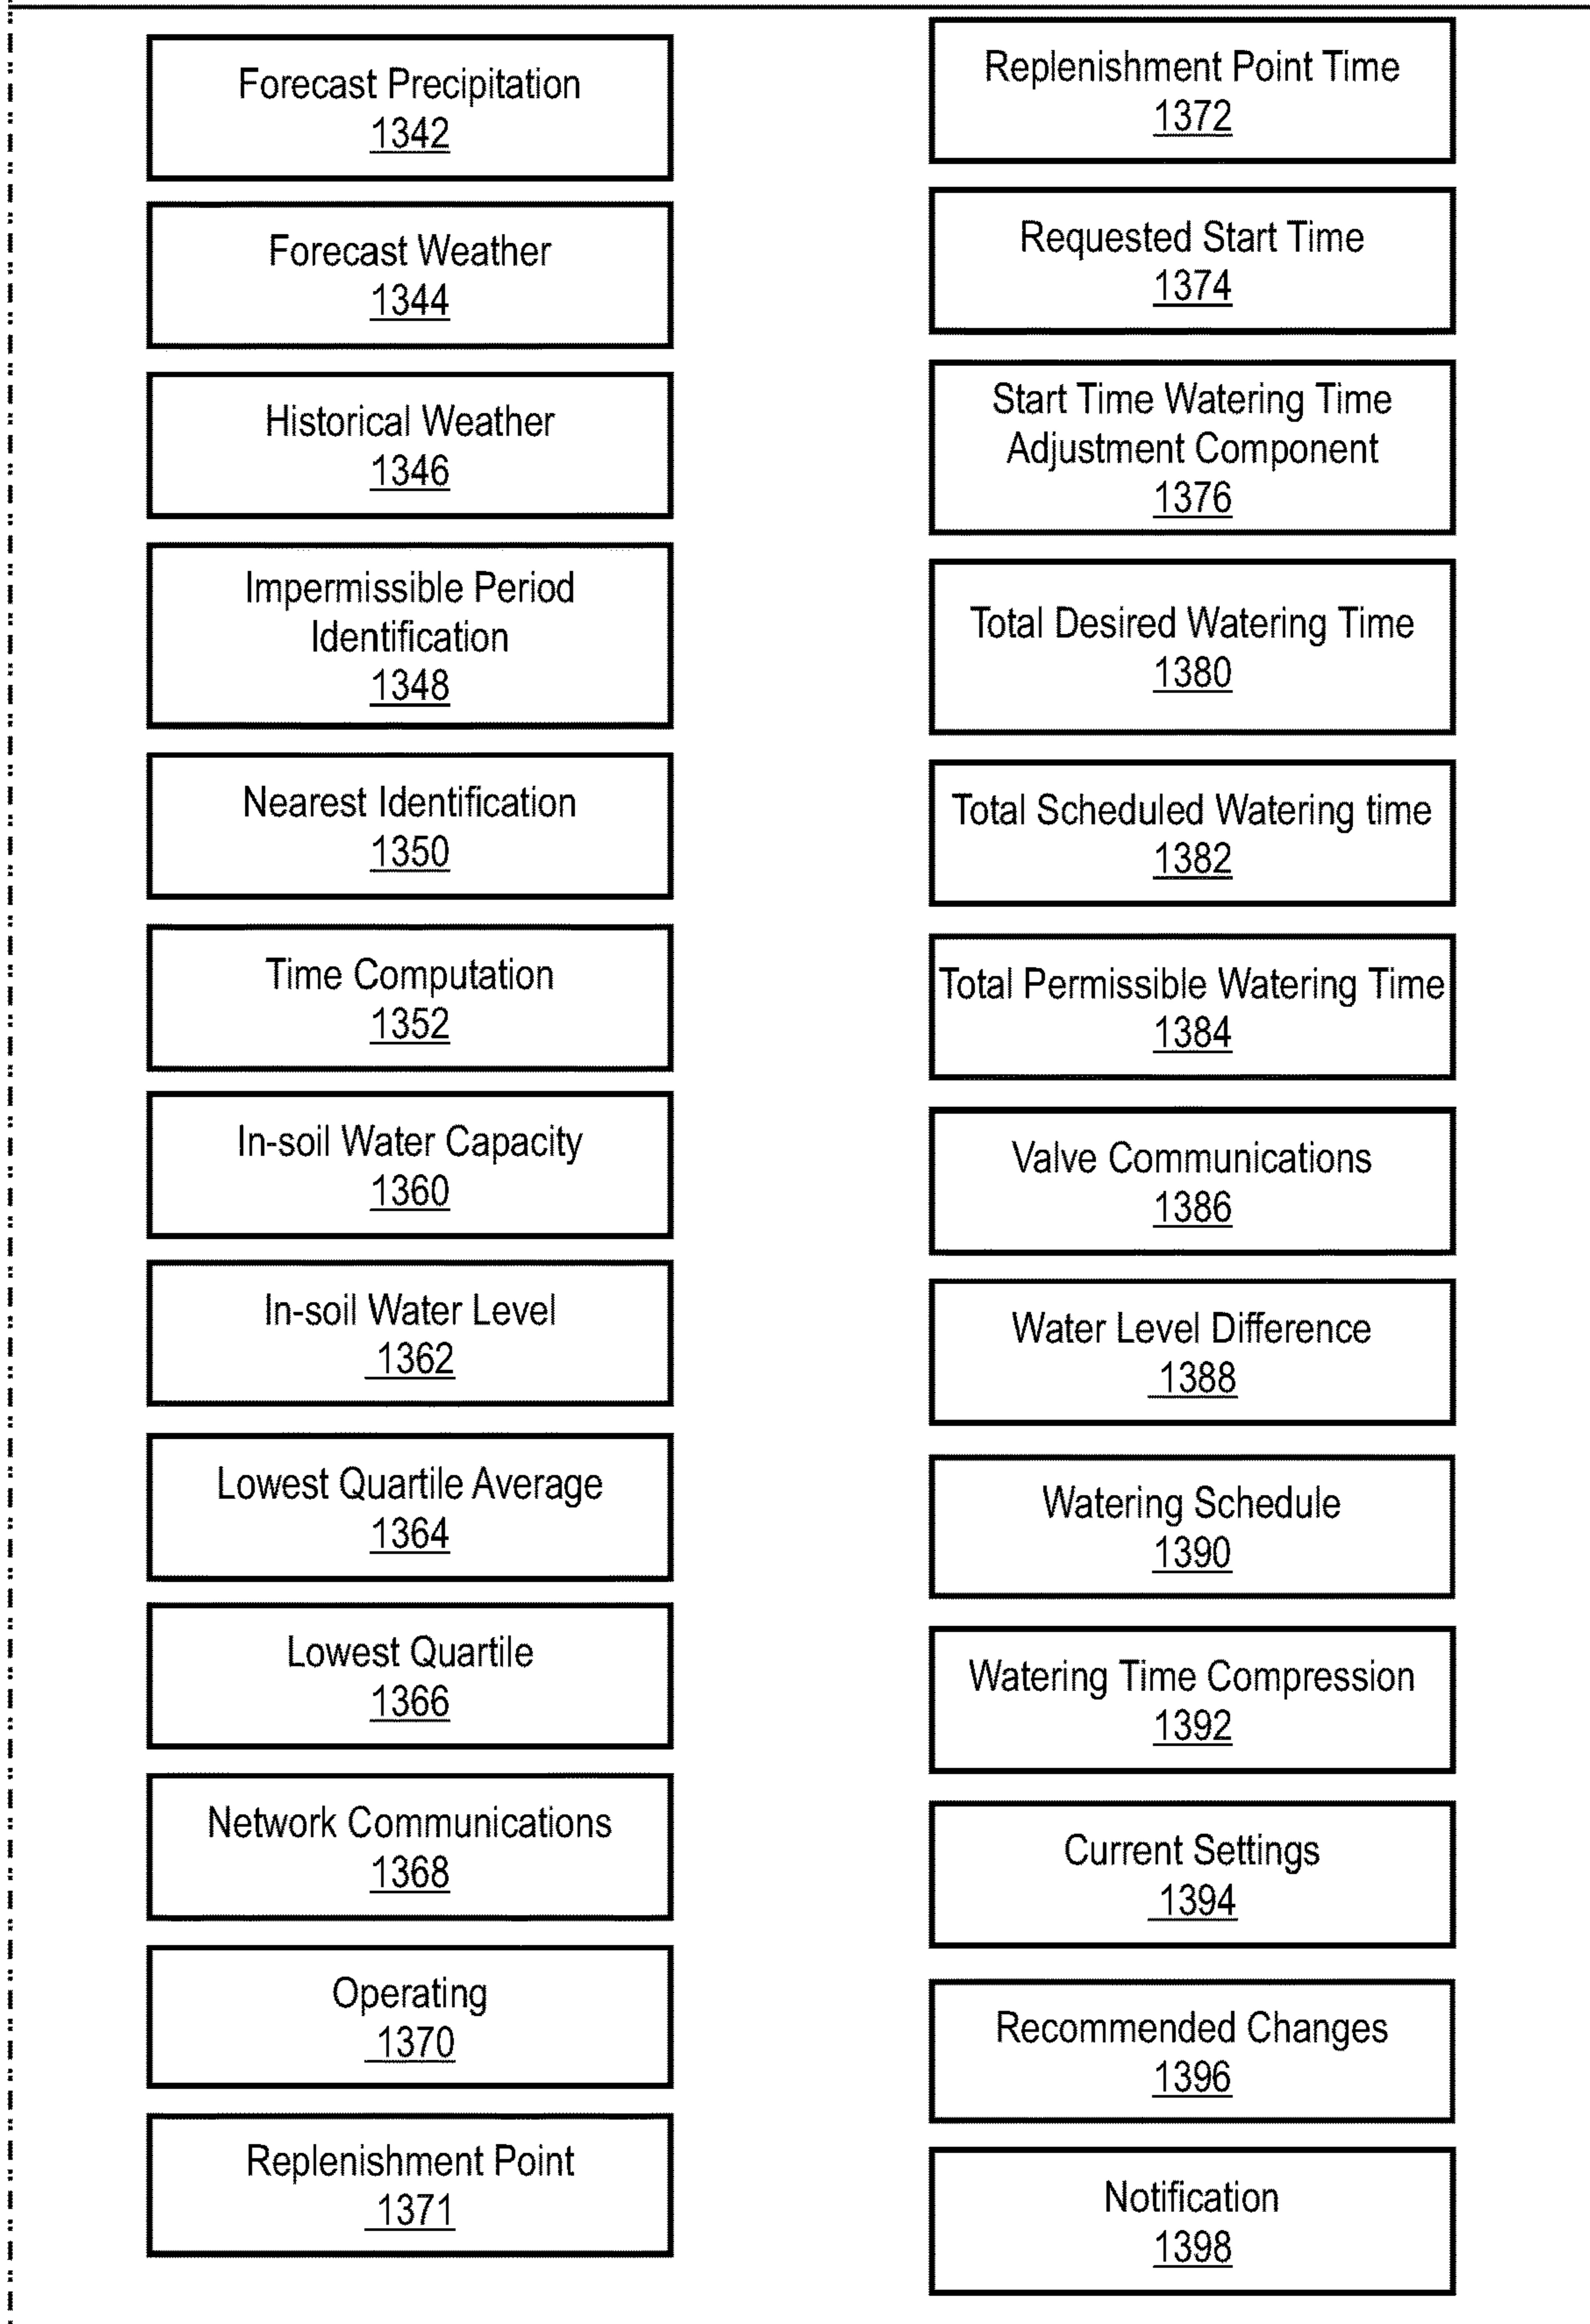 Forecast Precipitation
1342
Forecast Weather
1344
Historical Weather
1346
Impermissible Period
Identification
1348
Nearest Identification
1350
Time Computation
1352
In-soil Water Capacity
1360
In-soil Water Level
1362
Lowest Quartile Average
1364
Lowest Quartile
1366
Network Communications
1368
Operating
1370
Replenishment Point
1371
Replenishment Point Time
1372
Requested Start Time
1374
Start Time Watering Time
Adjustment Component
1376
Total Desired Watering Time
1380
Total Scheduled Watering time
1382
Total Permissible Watering Time
1384
Valve Communications
1386
Water Level Difference
1388
Watering Schedule
1390
Watering Time Compression
1392
Current Settings
1394
Recommended Changes
1396
Notification
1398